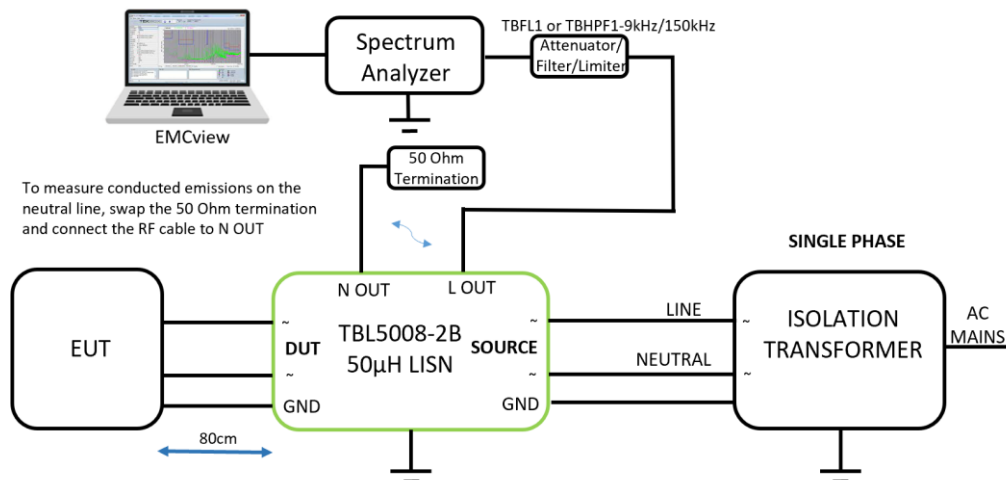 TBFL1 or TBHPF1-9kHz/150kHz
Spectrum
Analyzer
Attenuator/
Filter/Limiter
EMCview
50 Ohm
Termination
To measure conducted emissions on the
neutral line, swap the 50 Ohm termination
and connect the RF cable to N OUT
SINGLE PHASE
N OUT
L OUT
EUT
~
~
DUT
GND
TBL5008-2B
50µH LISN
~
SOURCE
~
GND
LINE
NEUTRAL
~
~
ISOLATION
TRANSFORMER
AC
MAINS
80cm